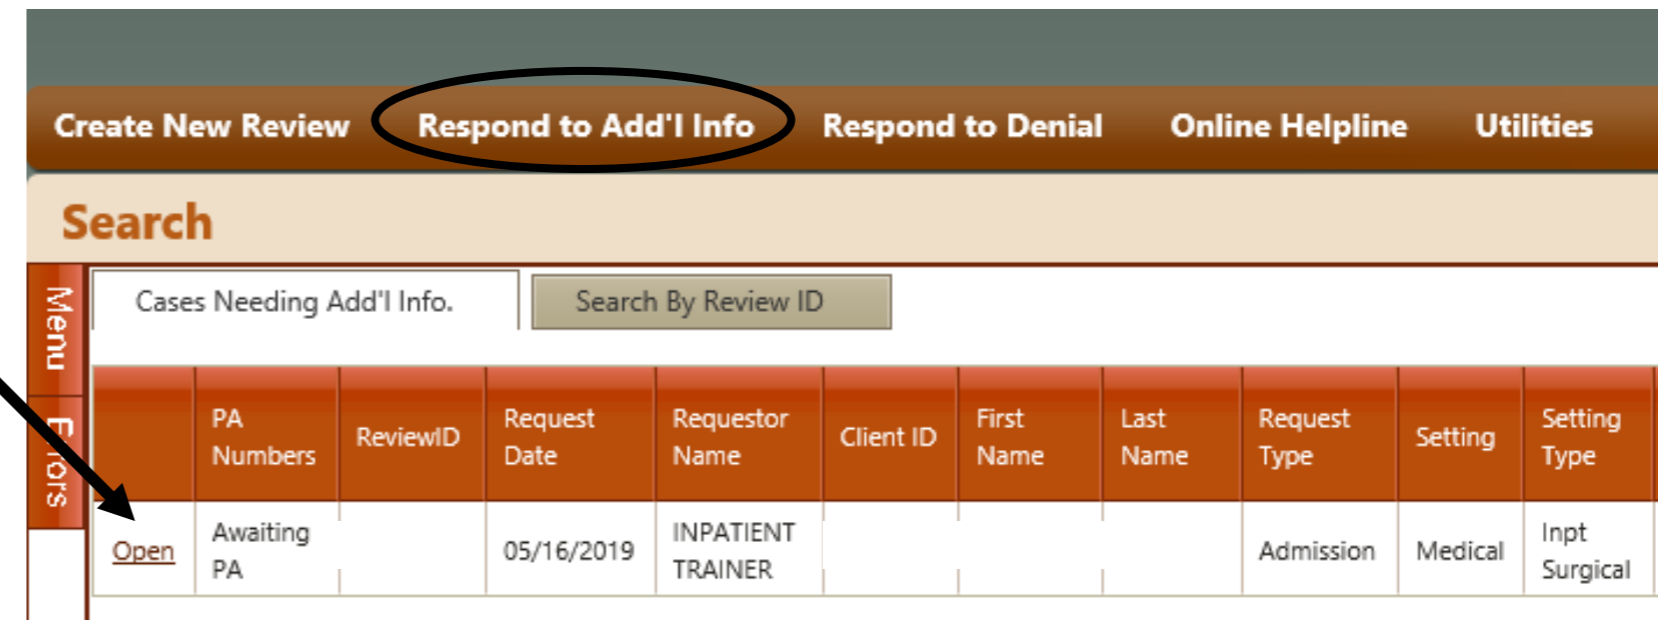 Create New Review Respond to Add'l Info Respond to Denial Online Helpline Utilities
Search
Menu
Errors
Cases Needing Add'l Info. Search By Review ID
PA Numbers ReviewID Request Date Requestor Name Client ID First Name Last Name Request Type Setting Setting Type
Open Awaiting PA 05/16/2019 INPATIENT TRAINER Admission Medical Inpt Surgical